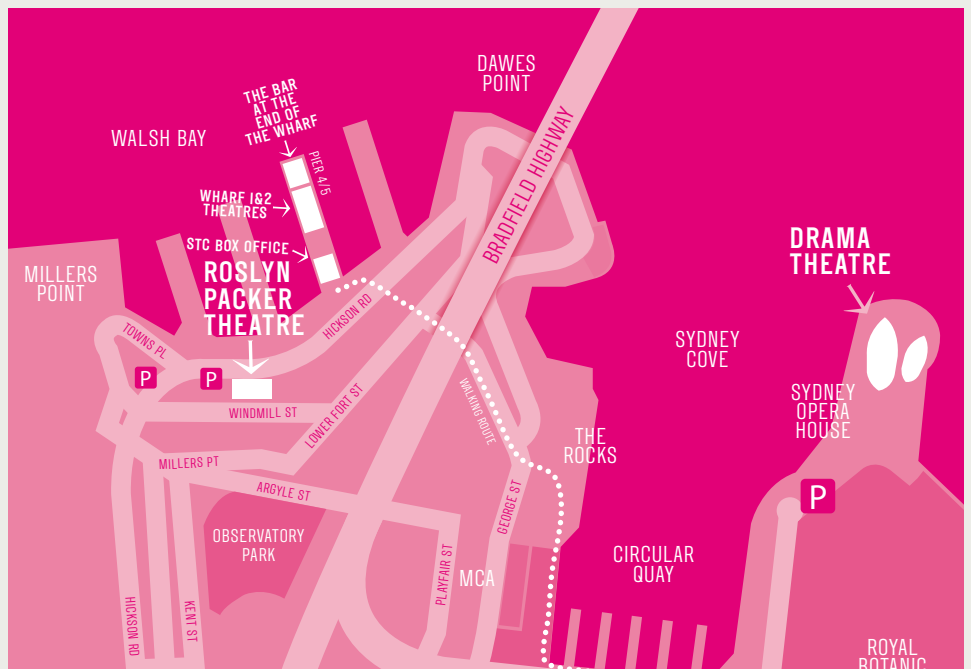 DAWES
POINT
THE BAR
AT THE
END OF
THE WHARF
WALSH BAY
PIER 4/5
BRADFIELD HIGHWAY
WHARF 1&2
THEATRES
STC BOX OFFICE
ROSLYN
PACKER
THEATRE
MILLERS
POINT
DRAMA
THEATRE
TOWNS PL
HICKSON RD
SYDNEY
COVE
P
P
WINDMILL ST
LOWER FORT ST
WALKING ROUTE
SYDNEY
OPERA
HOUSE
THE
ROCKS
MILLERS PT
ARGYLE ST
GEORGE ST
P
OBSERVATORY
PARK
PLAYFAIR ST
MCA
CIRCULAR
QUAY
HICKSON RD
KENT ST
ROYAL
BOTANIC